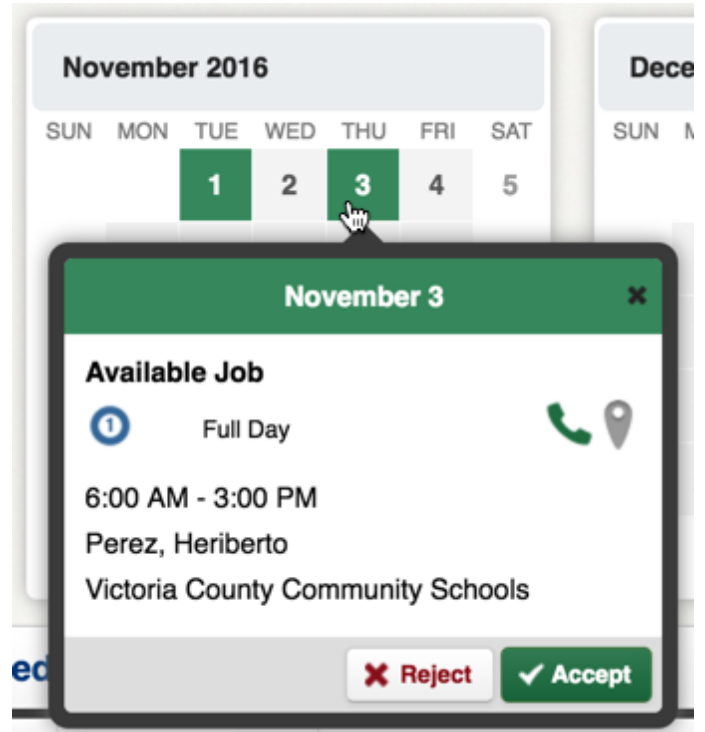 November 2016
Dece
SUN MON TUE WED THU FRI SAT
SUN
1 2 3 4 5
November 3
Available Job
1 Full Day
6:00 AM - 3:00 PM
Perez, Heriberto
Victoria County Community Schools
ed
Reject Accept